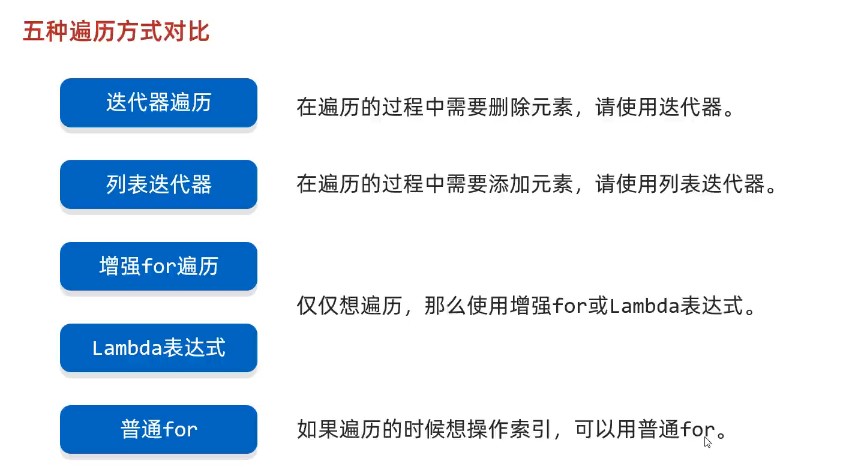 五种遍历方式对比
迭代器遍历
在遍历的过程中需要删除元素，请使用迭代器。
列表迭代器
在遍历的过程中需要添加元素，请使用列表迭代器。
增强for遍历
仅仅想遍历，那么使用增强for或Lambda表达式。
Lambda表达式
普通for
如果遍历的时候想操作索引，可以用普通for。